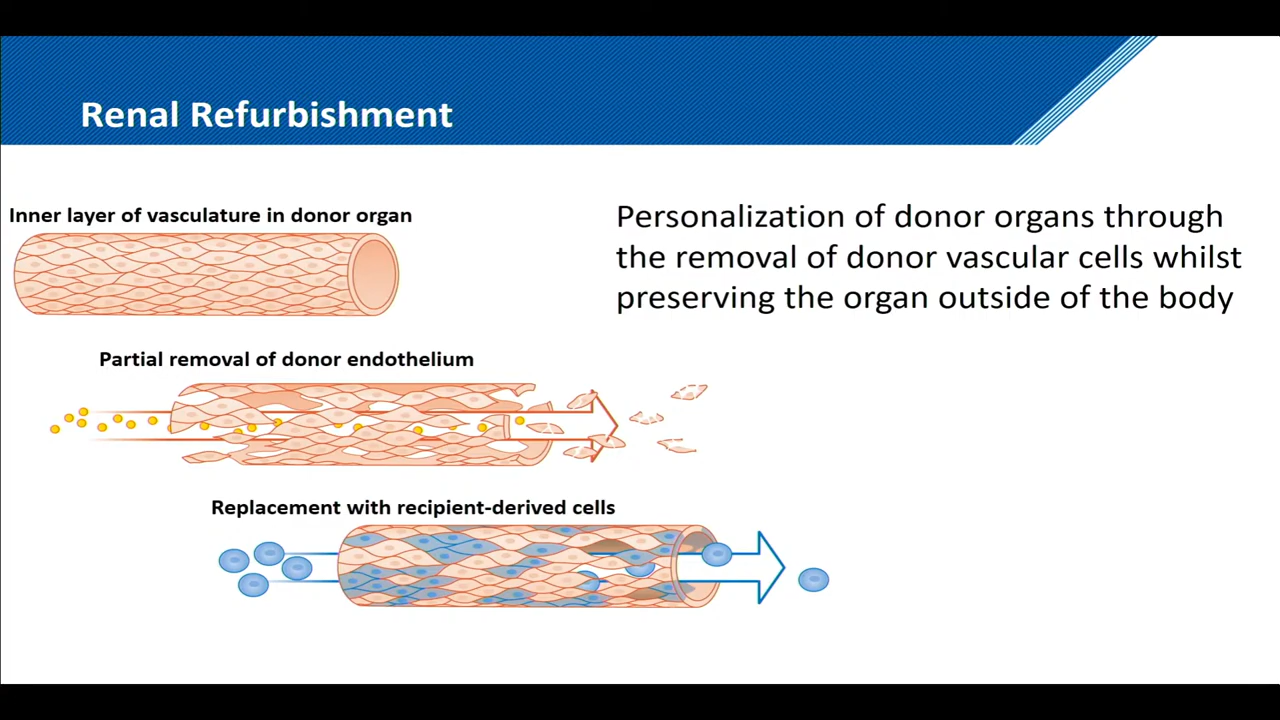 Renal Refurbishment
Inner layer of vasculature in donor organ
Personalization of donor organs through
the removal of donor vascular cells whilst
preserving the organ outside of the body
Partial removal of donor endothelium
Replacement with recipient-derived cells